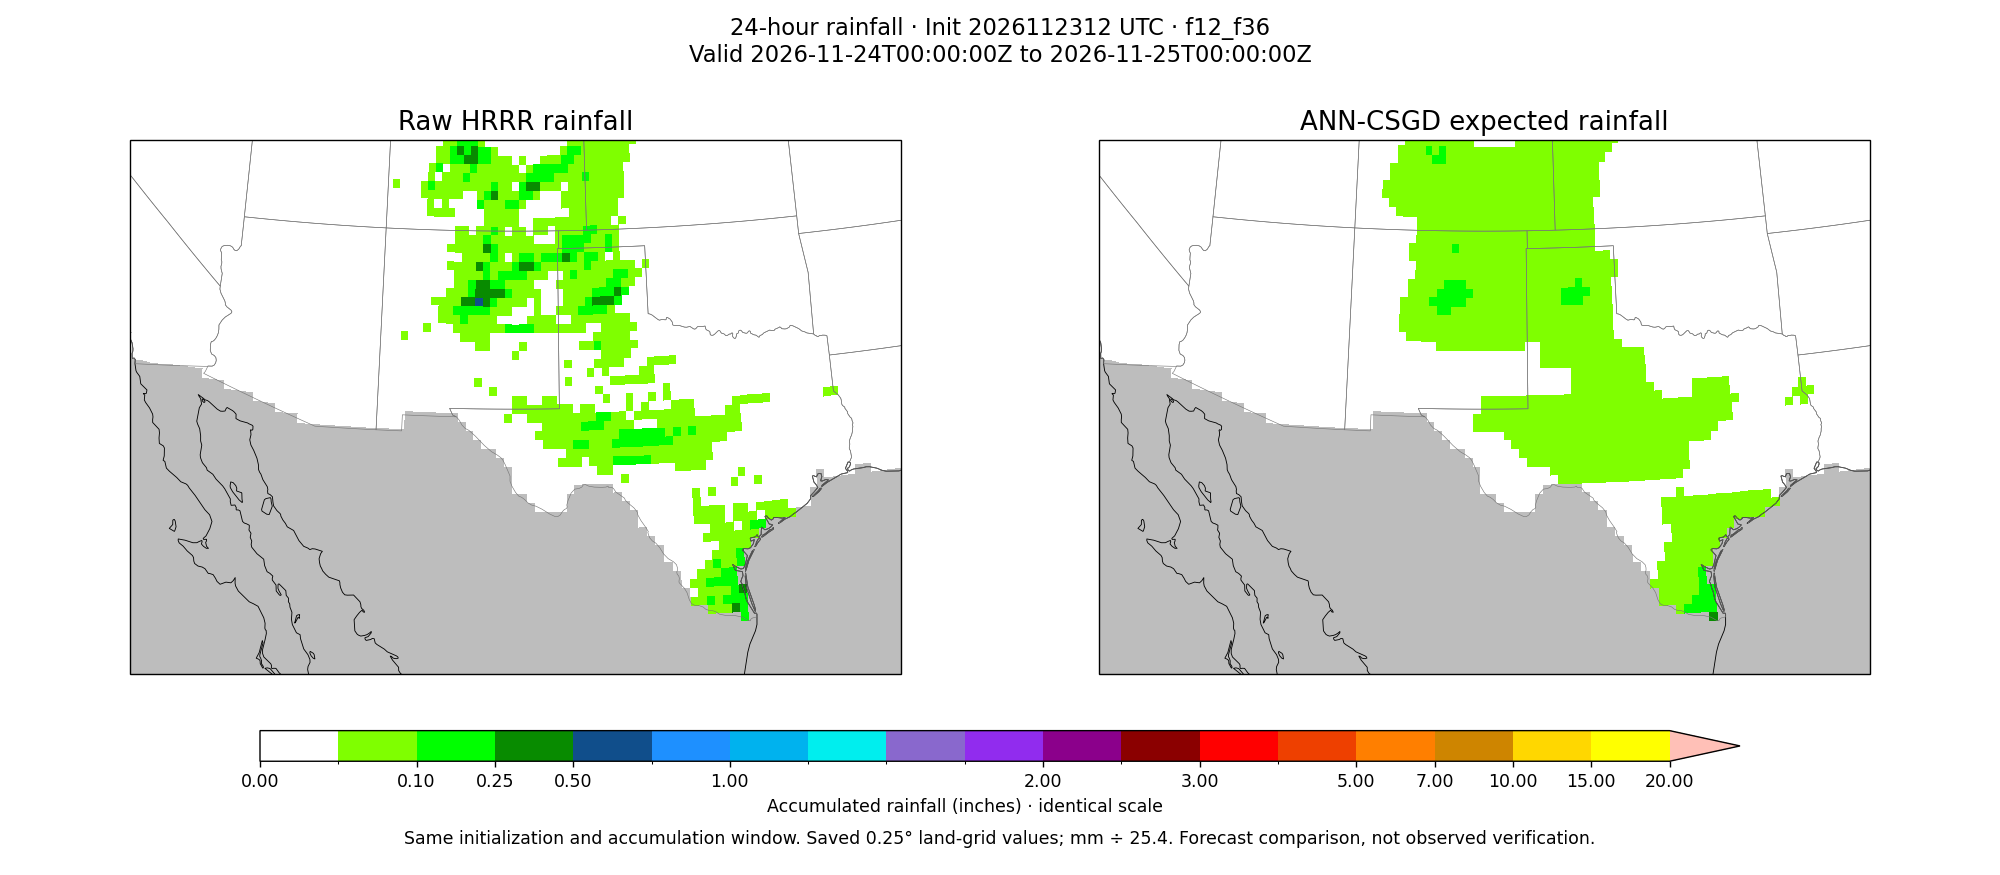 24-hour rainfall · Init 2026112312 UTC · f12_f36
Valid 2026-11-24T00:00:00Z to 2026-11-25T00:00:00Z
Raw HRRR rainfall
ANN-CSGD expected rainfall
0.00 0.10 0.25 0.50 1.00 2.00 3.00 5.00 7.00 10.00 15.00 20.00
Accumulated rainfall (inches) · identical scale
Same initialization and accumulation window. Saved 0.25° land-grid values; mm ÷ 25.4. Forecast comparison, not observed verification.